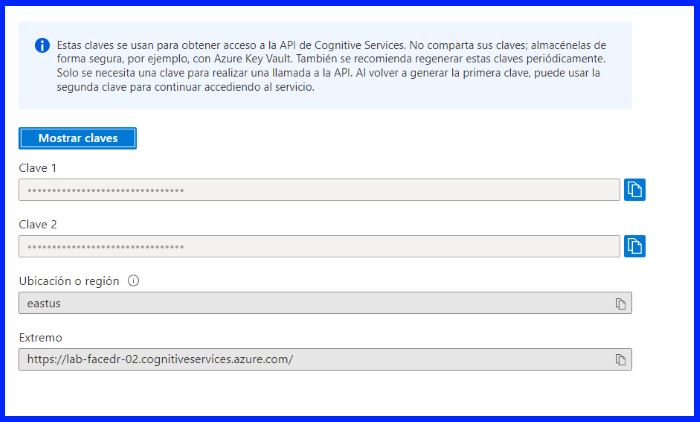 Estas claves se usan para obtener acceso a la API de Cognitive Services. No comparta sus claves; almacénelas de
forma segura, por ejemplo, con Azure Key Vault. También se recomienda regenerar estas claves periódicamente.
Solo se necesita una clave para realizar una llamada a la API. Al volver a generar la primera clave, puede usar la
segunda clave para continuar accediendo al servicio.
Mostrar claves
Clave 1
••••••••••••••••••••••••••••••••
Clave 2
••••••••••••••••••••••••••••••••
Ubicación o región
eastus
Extremo
https://lab-facedr-02.cognitiveservices.azure.com/